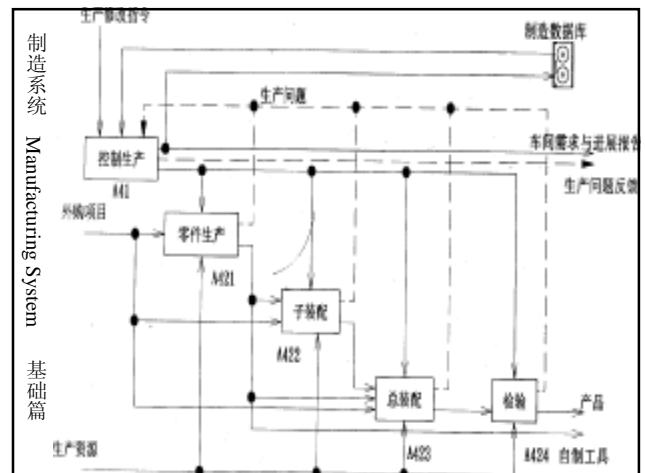 制造系统 Manufacturing System 基础篇
生产修改指令
制造数据库
生产问题
车间需求与进展报告
控制生产
生产问题反馈
A41
外购项目
零件生产
A421
子装配
A422
总装配
检验
产品
生产资源
A423
A424
自制工具